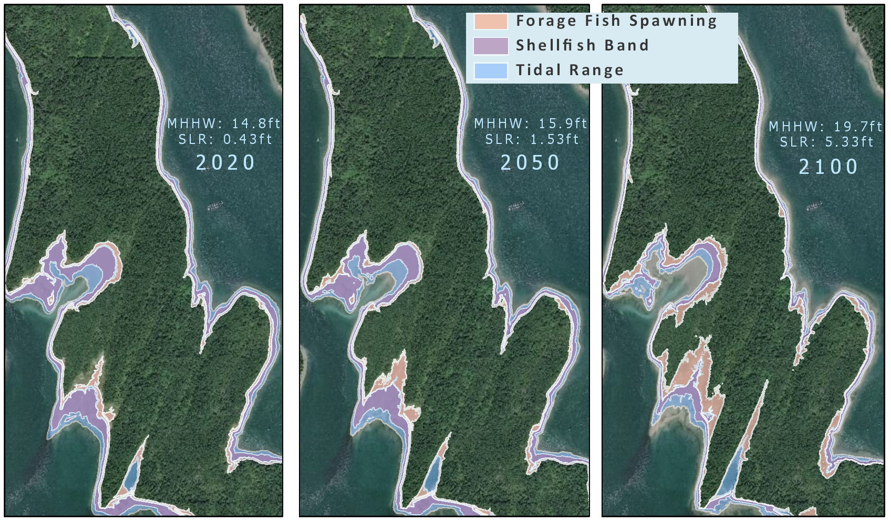 Forage Fish Spawning
Shellfish Band
Tidal Range
MHHW: 14.8ft
SLR: 0.43ft
2020
MHHW: 15.9ft
SLR: 1.53ft
2050
MHHW: 19.7ft
SLR: 5.33ft
2100